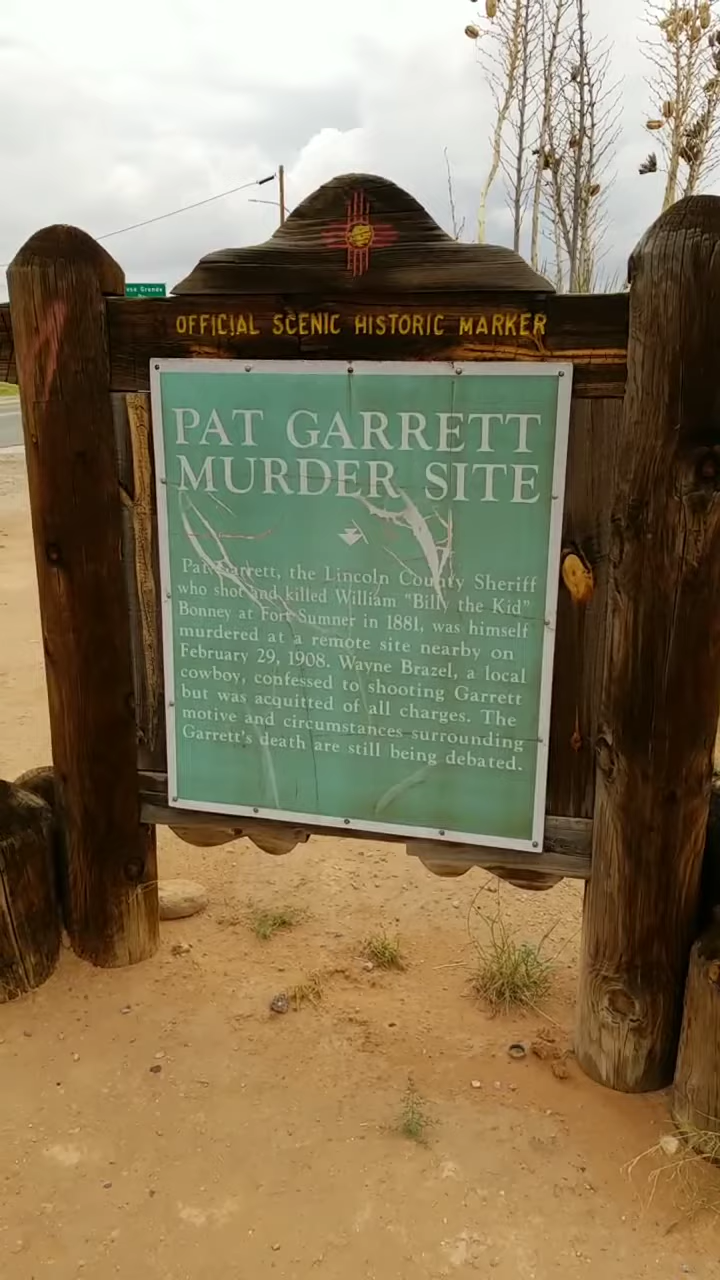 esa Grande
OFFICIAL SCENIC HISTORIC MARKER
PAT GARRETT
MURDER SITE
Pat Garrett, the Lincoln County Sheriff
who shot and killed William "Billy the Kid"
Bonney at Fort Sumner in 1881, was himself
murdered at a remote site nearby on
February 29, 1908. Wayne Brazel, a local
cowboy, confessed to shooting Garrett
but was acquitted of all charges. The
motive and circumstances surrounding
Garrett's death are still being debated.